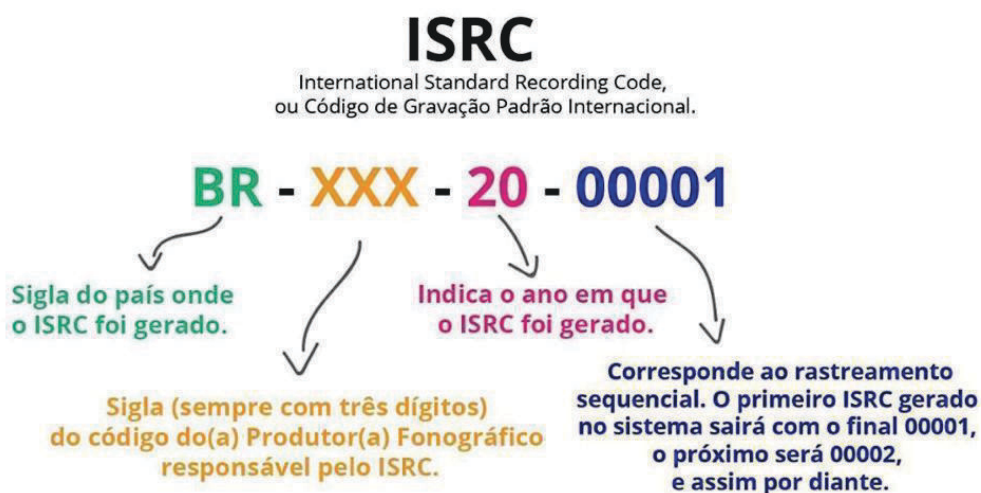 ISRC
International Standard Recording Code,
ou Código de Gravação Padrão Internacional.
BR - XXX - 20 - 00001
Sigla do país onde
o ISRC foi gerado.
Indica o ano em que
o ISRC foi gerado.
Sigla (sempre com três dígitos)
do código do(a) Produtor(a) Fonográfico
responsável pelo ISRC.
Corresponde ao rastreamento
sequencial. O primeiro ISRC gerado
no sistema sairá com o final 00001,
o próximo será 00002,
e assim por diante.